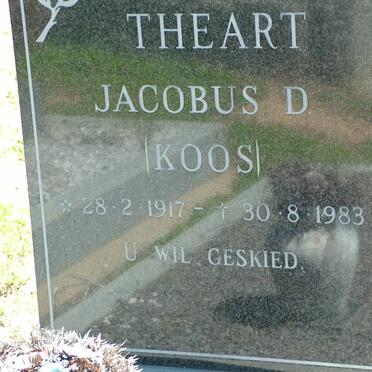 THEART
JACOBUS D.
(KOOS)
* 28·2·1917 - † 30·8·1983
U WIL GESKIED.